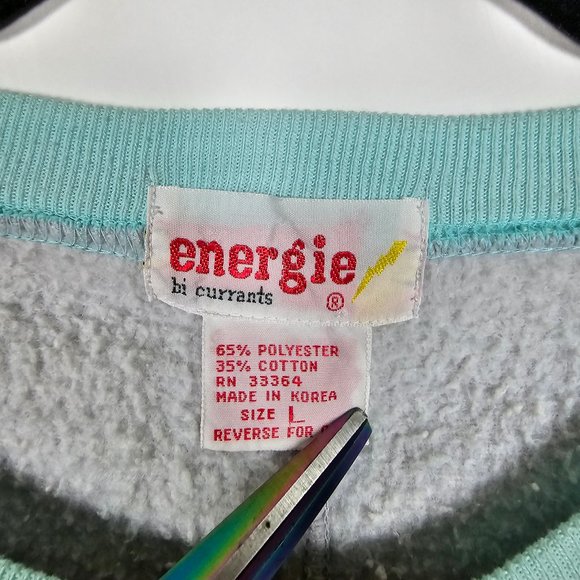 energie
bi currants
®
65% POLYESTER
35% COTTON
RN 33364
MADE IN KOREA
SIZE L
REVERSE FOR